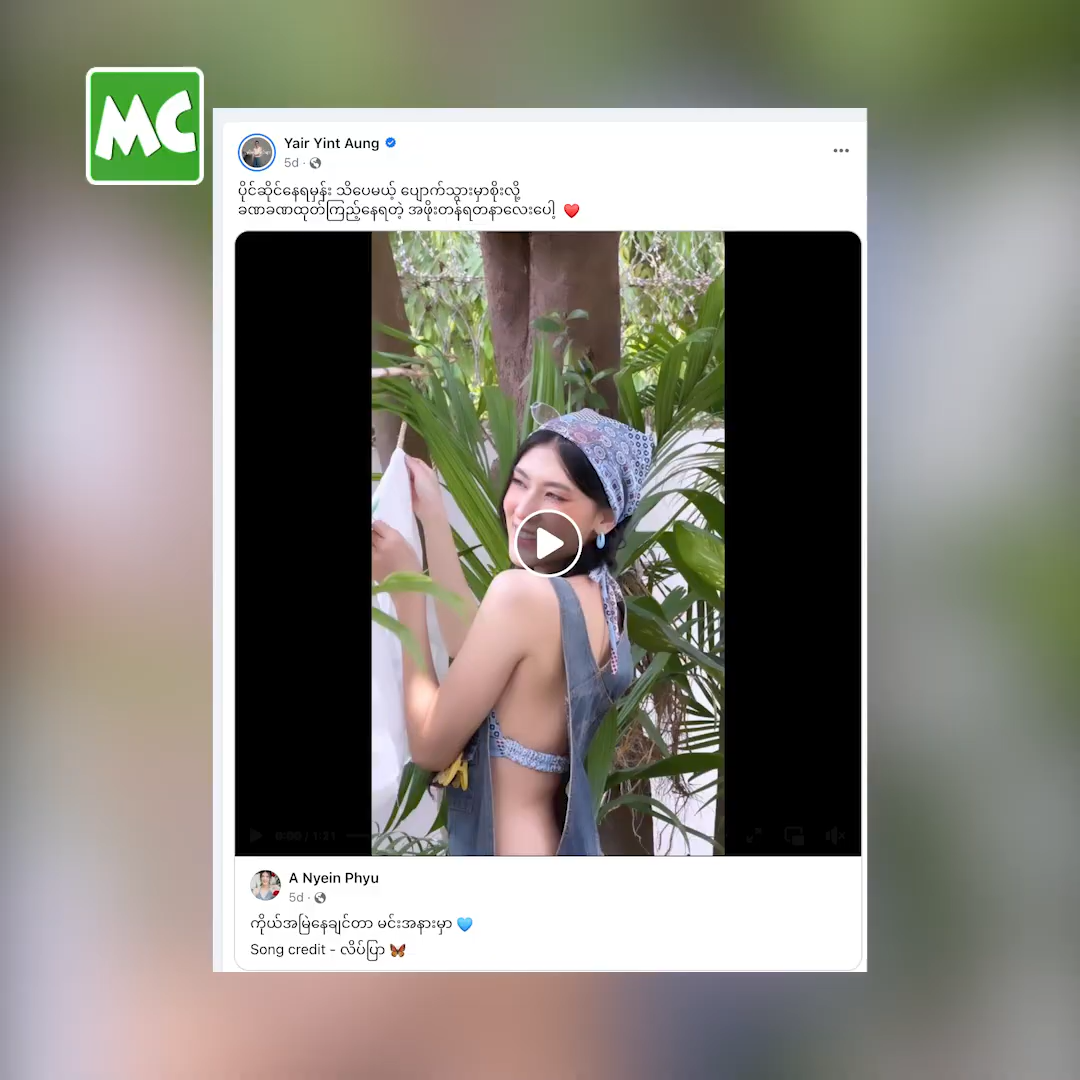 MC
Yair Yint Aung
5d ·
ပိုင်ဆိုင်နေရမှန်း သိပေမယ့် ပျောက်သွားမှာစိုးလို့
ခဏခဏထုတ်ကြည့်နေရတဲ့ အဖိုးတန်ရတနာလေးပေါ့ ❤️
0:00 / 1:31
A Nyein Phyu
5d ·
ကိုယ်အမြဲနေချင်တာ မင်းအနားမှာ 🩵
Song credit - လိပ်ပြာ 🦋